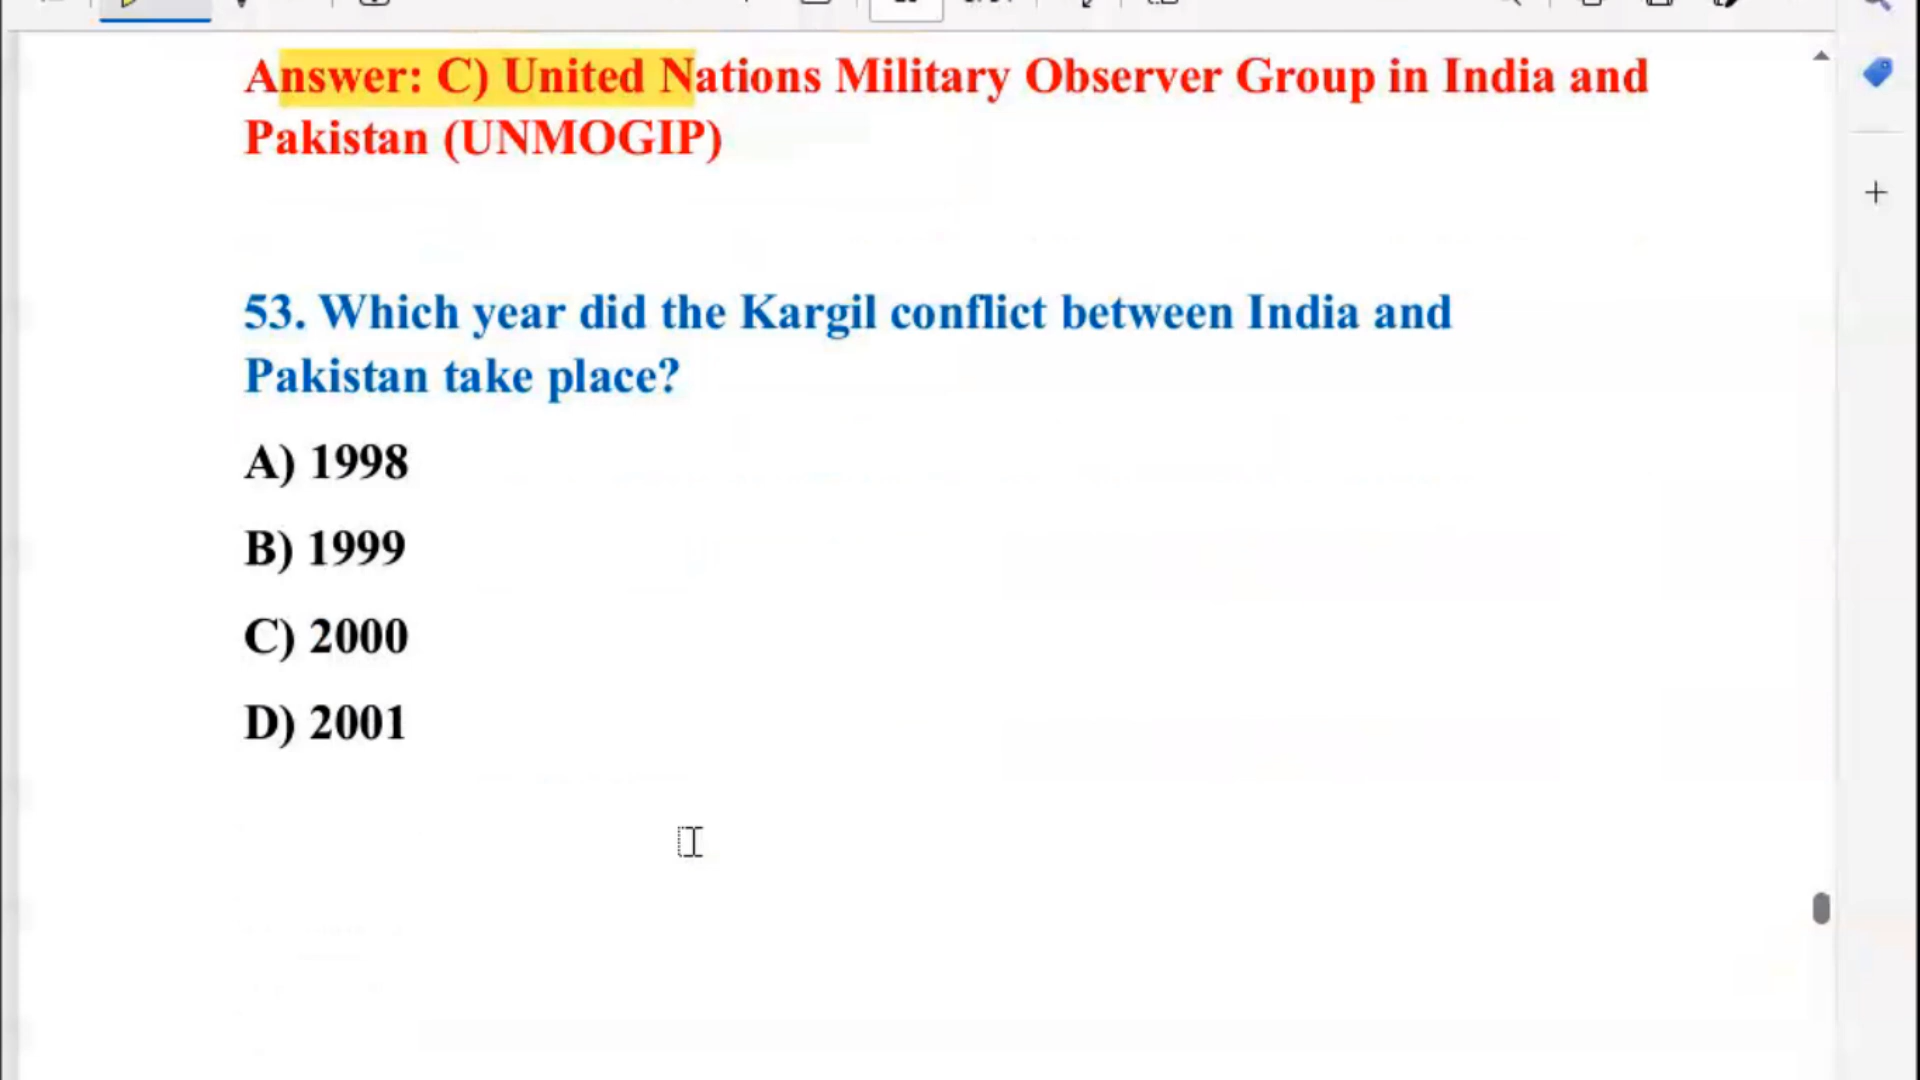 Answer: C) United Nations Military Observer Group in India and
Pakistan (UNMOGIP)
53. Which year did the Kargil conflict between India and
Pakistan take place?
A) 1998
B) 1999
C) 2000
D) 2001